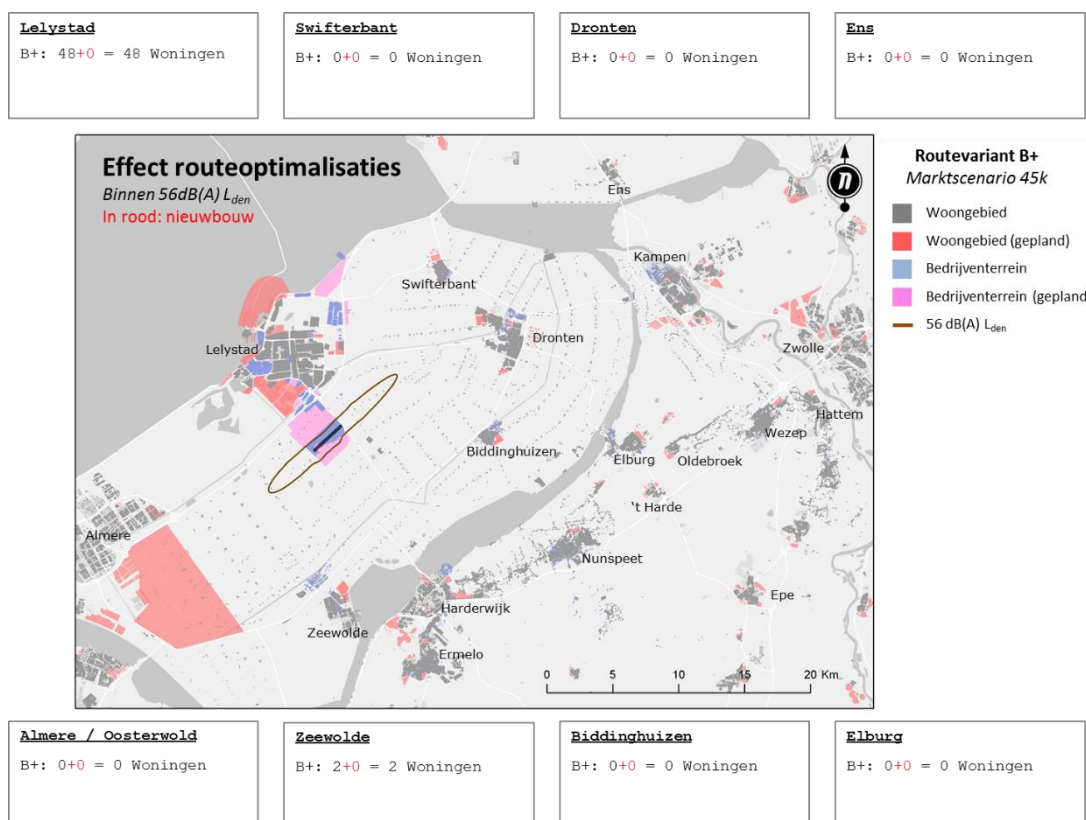 Lelystad
B+: 48+0 = 48 Woningen
Swifterbant
B+: 0+0 = 0 Woningen
Dronten
B+: 0+0 = 0 Woningen
Ens
B+: 0+0 = 0 Woningen
Effect routeoptimalisaties
Binnen 56dB(A) Lden
In rood: nieuwbouw
n
Routevariant B+
Marktscenario 45k
Woongebied
Woongebied (gepland)
Bedrijventerrein
Bedrijventerrein (gepland)
56 dB(A) Lden
Ens
Kampen
Swifterbant
Dronten
Lelystad
Zwolle
Hattem
Wezep
Biddinghuizen
Elburg
Oldebroek
't Harde
Almere
Nunspeet
Epe
Harderwijk
Zeewolde
Ermelo
0 5 10 15 20 Km
Almere / Oosterwold
B+: 0+0 = 0 Woningen
Zeewolde
B+: 2+0 = 2 Woningen
Biddinghuizen
B+: 0+0 = 0 Woningen
Elburg
B+: 0+0 = 0 Woningen